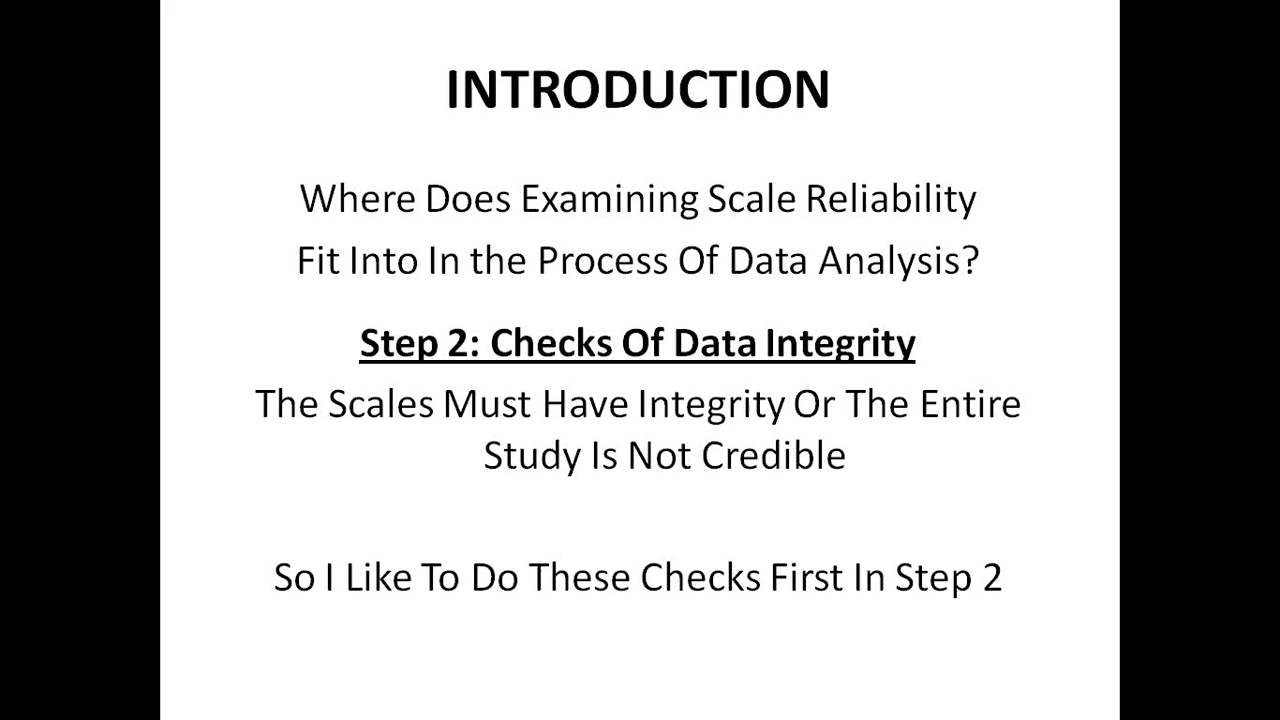 INTRODUCTION
Where Does Examining Scale Reliability
Fit Into In the Process Of Data Analysis?
Step 2: Checks Of Data Integrity
The Scales Must Have Integrity Or The Entire
Study Is Not Credible
So I Like To Do These Checks First In Step 2